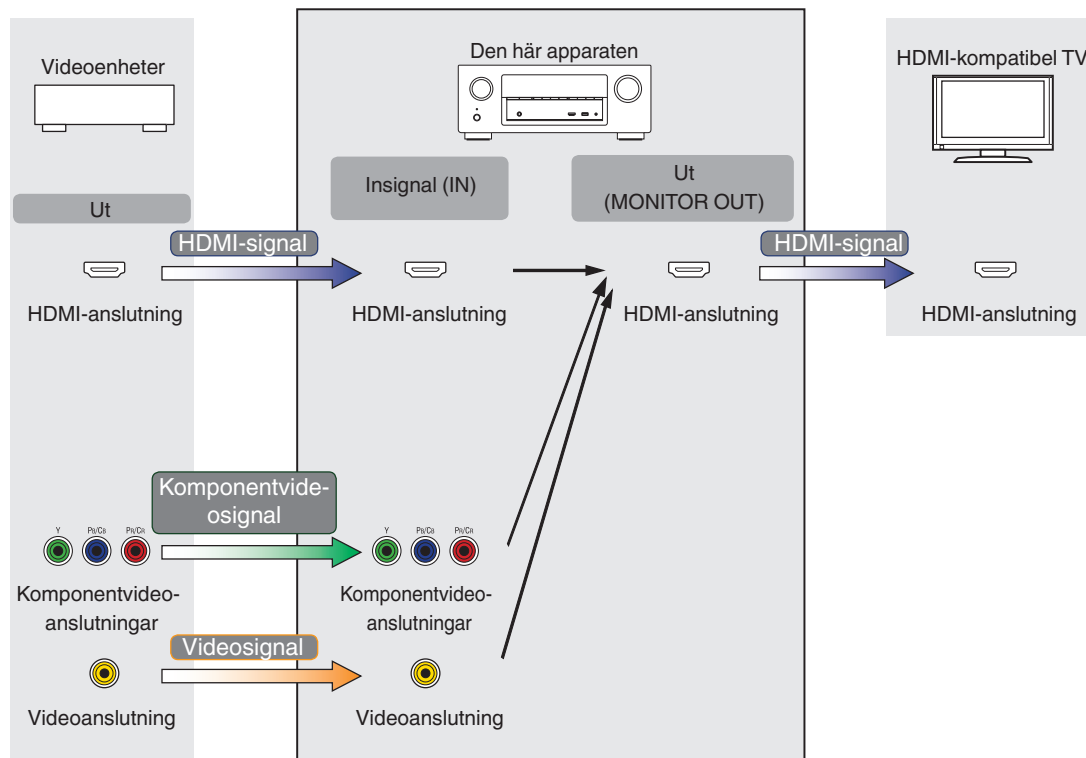 Videoenheter
Den här apparaten
HDMI-kompatibel TV
Ut
Insignal (IN)
Ut
(MONITOR OUT)
HDMI-signal
HDMI-signal
HDMI-anslutning
HDMI-anslutning
HDMI-anslutning
HDMI-anslutning
Komponentvide-
osignal
Y PB/CB PR/CR
Y PB/CB PR/CR
Komponentvideo-
anslutningar
Komponentvideo-
anslutningar
Videosignal
Videoanslutning
Videoanslutning